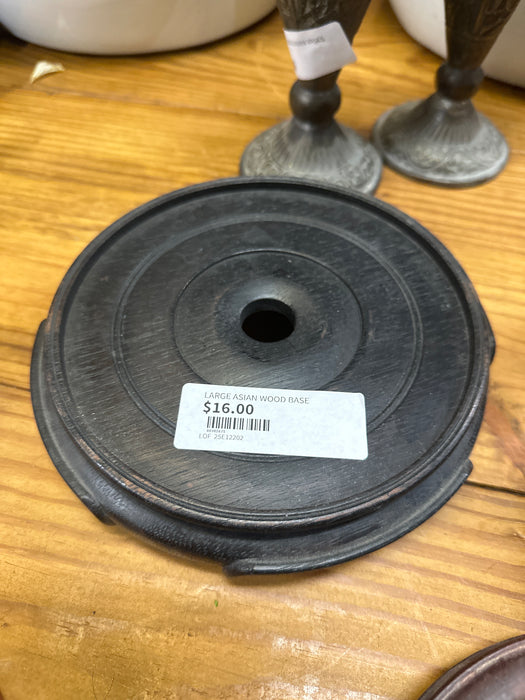 LARGE ASIAN WOOD BASE
$16.00
LOF 25E12202